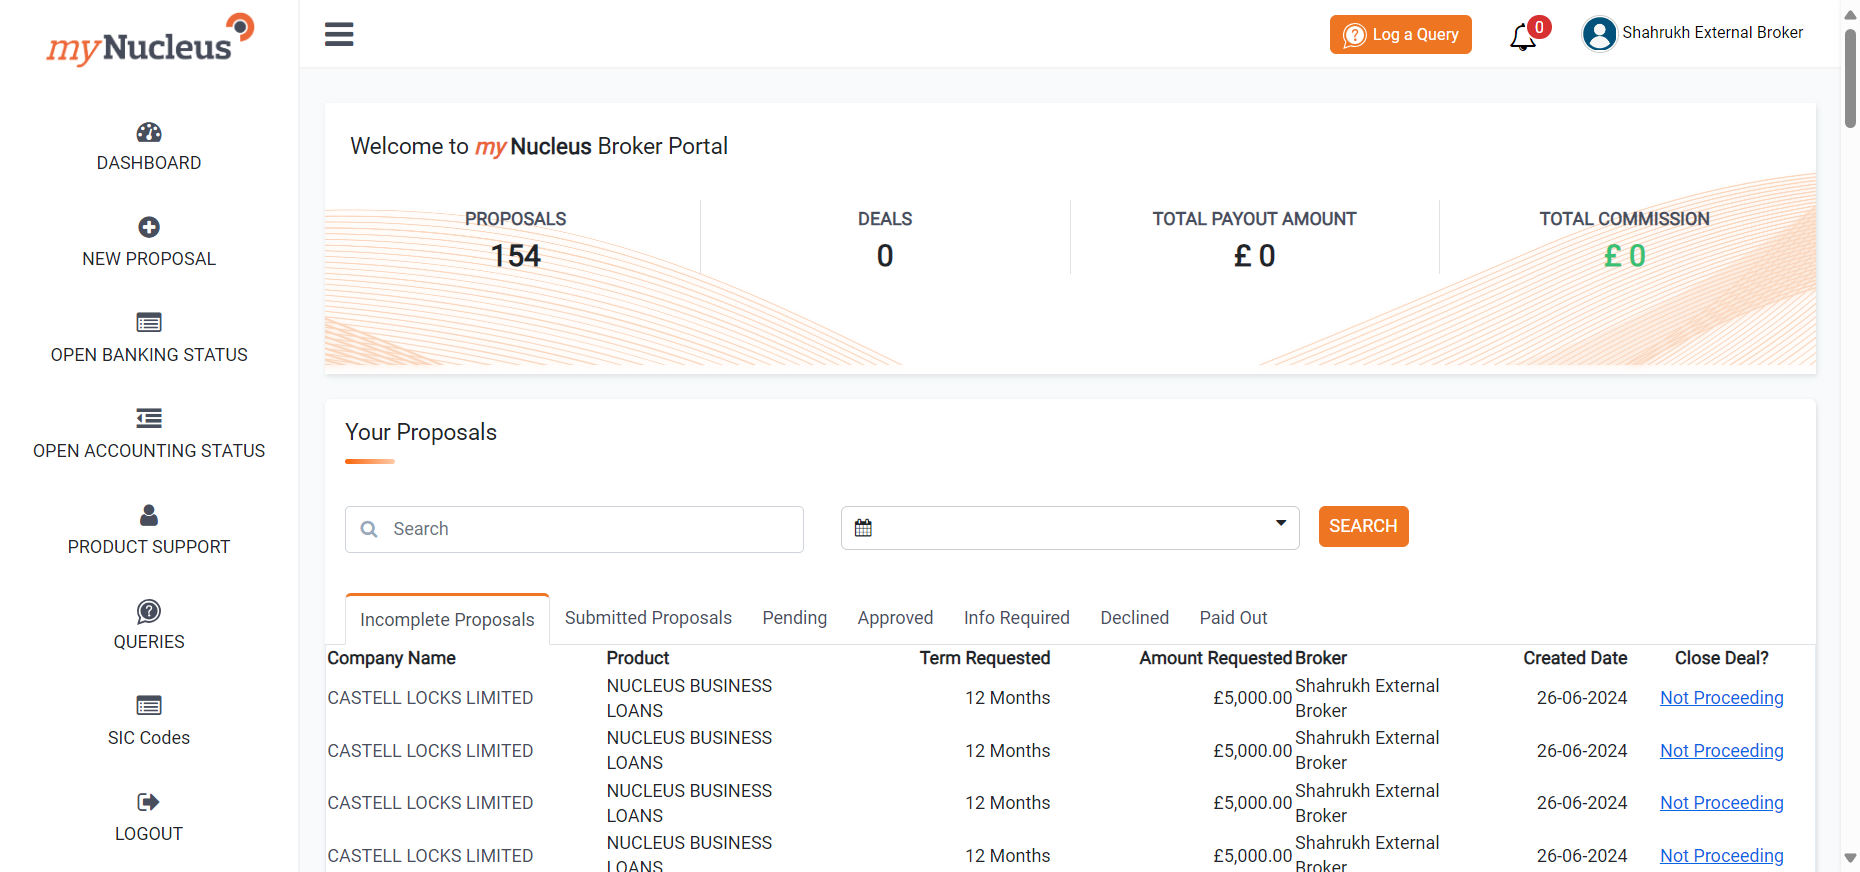 myNucleus
Log a Query
0
Shahrukh External Broker
DASHBOARD
NEW PROPOSAL
OPEN BANKING STATUS
OPEN ACCOUNTING STATUS
PRODUCT SUPPORT
QUERIES
SIC Codes
LOGOUT
Welcome to my Nucleus Broker Portal
PROPOSALS
154
DEALS
0
TOTAL PAYOUT AMOUNT
£ 0
TOTAL COMMISSION
£ 0
Your Proposals
Search
SEARCH
Incomplete Proposals Submitted Proposals Pending Approved Info Required Declined Paid Out
Company Name Product Term Requested Amount Requested Broker Created Date Close Deal?
CASTELL LOCKS LIMITED NUCLEUS BUSINESS LOANS 12 Months £5,000.00 Shahrukh External Broker 26-06-2024 Not Proceeding
CASTELL LOCKS LIMITED NUCLEUS BUSINESS LOANS 12 Months £5,000.00 Shahrukh External Broker 26-06-2024 Not Proceeding
CASTELL LOCKS LIMITED NUCLEUS BUSINESS LOANS 12 Months £5,000.00 Shahrukh External Broker 26-06-2024 Not Proceeding
CASTELL LOCKS LIMITED NUCLEUS BUSINESS LOANS 12 Months £5,000.00 Shahrukh External Broker 26-06-2024 Not Proceeding